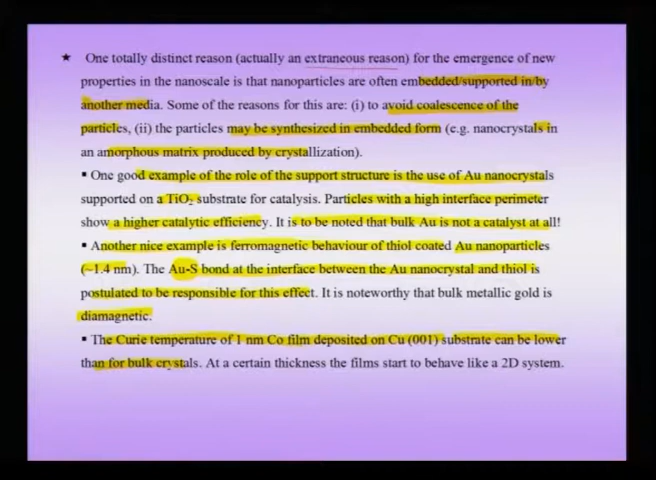 ★ One totally distinct reason (actually an extraneous reason) for the emergence of new
properties in the nanoscale is that nanoparticles are often embedded/supported in/by
another media. Some of the reasons for this are: (i) to avoid coalescence of the
particles, (ii) the particles may be synthesized in embedded form (e.g. nanocrystals in
an amorphous matrix produced by crystallization).
▪ One good example of the role of the support structure is the use of Au nanocrystals
supported on a TiO₂ substrate for catalysis. Particles with a high interface perimeter
show a higher catalytic efficiency. It is to be noted that bulk Au is not a catalyst at all!
▪ Another nice example is ferromagnetic behaviour of thiol coated Au nanoparticles
(~1.4 nm). The Au-S bond at the interface between the Au nanocrystal and thiol is
postulated to be responsible for this effect. It is noteworthy that bulk metallic gold is
diamagnetic.
▪ The Curie temperature of 1 nm Co film deposited on Cu (001) substrate can be lower
than for bulk crystals. At a certain thickness the films start to behave like a 2D system.